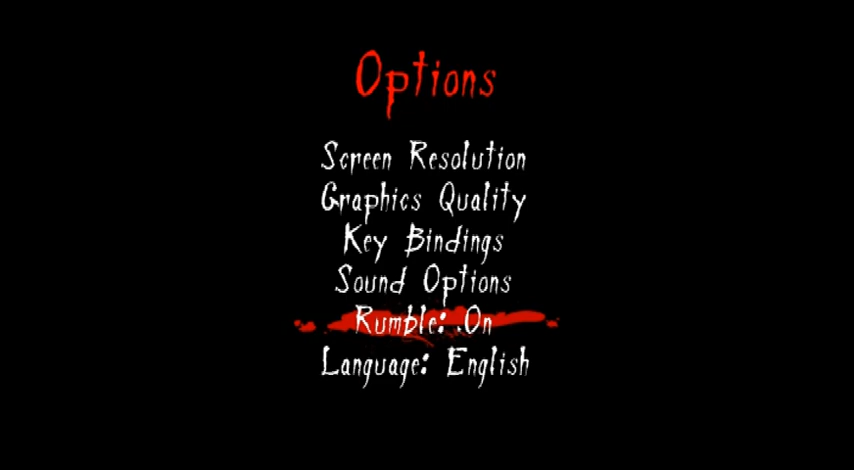 Options
Screen Resolution
Graphics Quality
Key Bindings
Sound Options
Rumble: On
Language: English